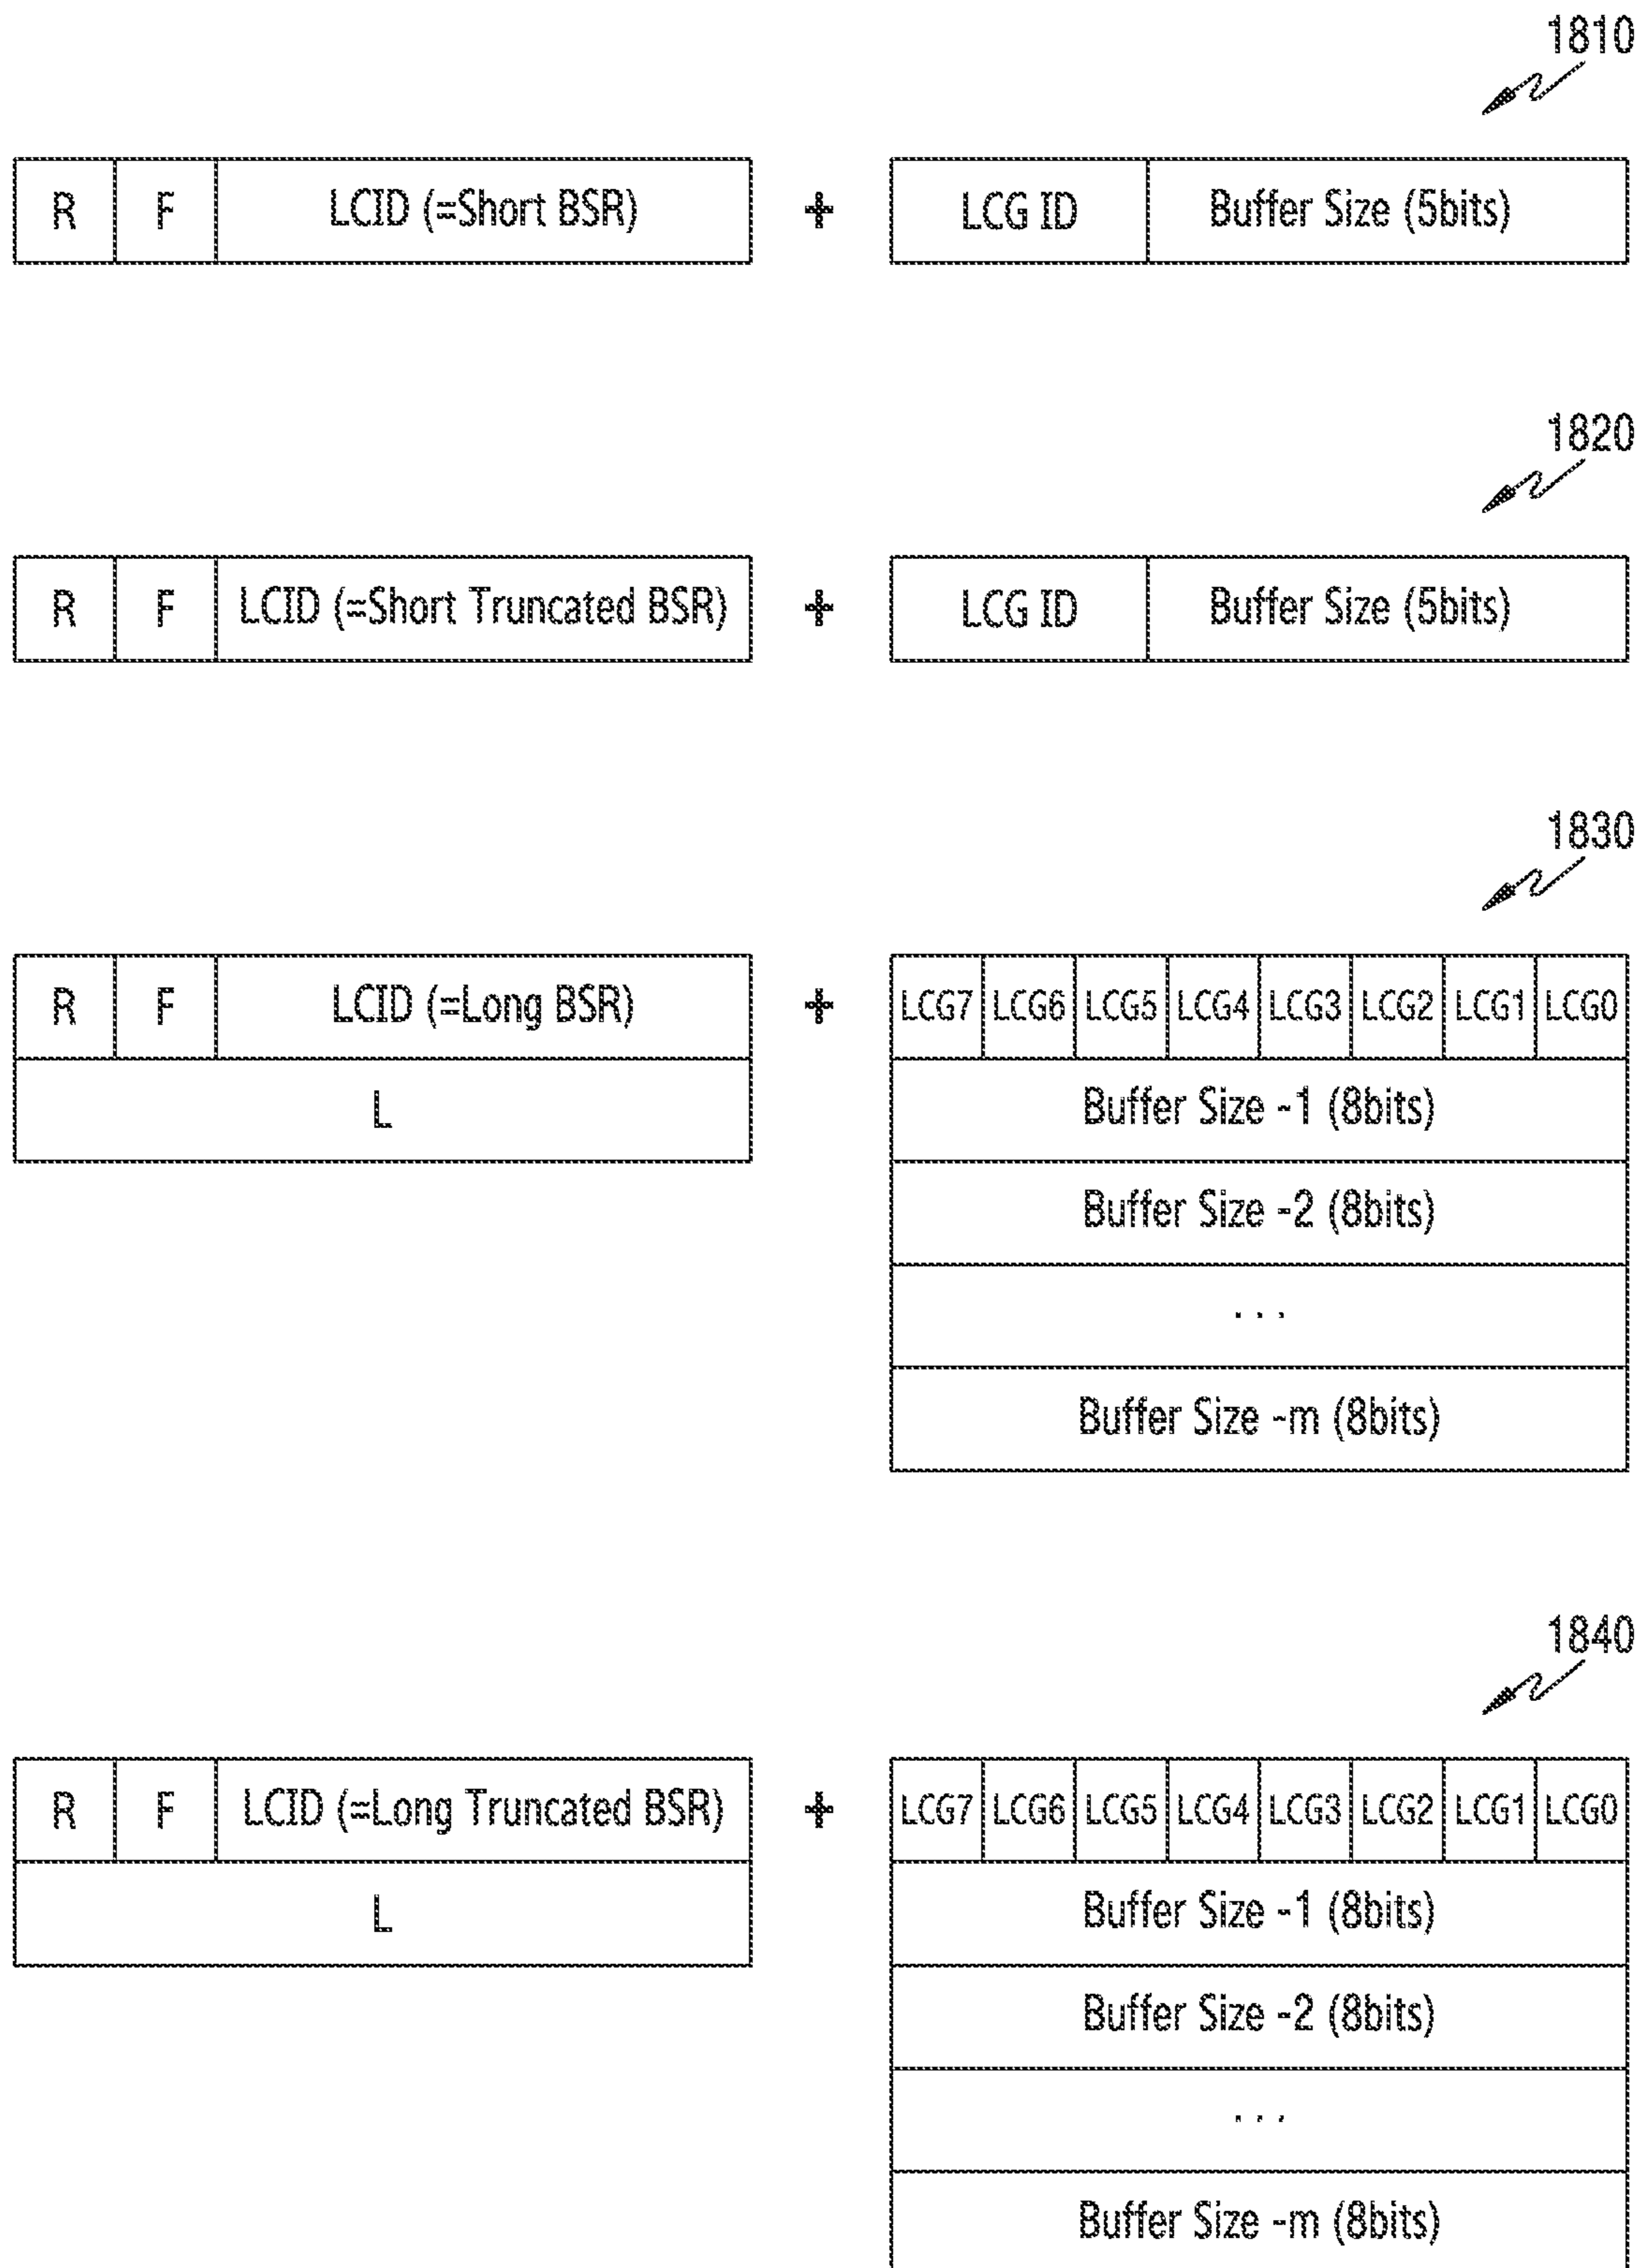 1810
R F LCID (=Short BSR) + LCG ID Buffer Size (5bits)
1820
R F LCID (=Short Truncated BSR) + LCG ID Buffer Size (5bits)
1830
R F LCID (=Long BSR) + LCG7 LCG6 LCG5 LCG4 LCG3 LCG2 LCG1 LCG0
L Buffer Size -1 (8bits)
Buffer Size -2 (8bits)
...
Buffer Size -m (8bits)
1840
R F LCID (=Long Truncated BSR) + LCG7 LCG6 LCG5 LCG4 LCG3 LCG2 LCG1 LCG0
L Buffer Size -1 (8bits)
Buffer Size -2 (8bits)
...
Buffer Size -m (8bits)